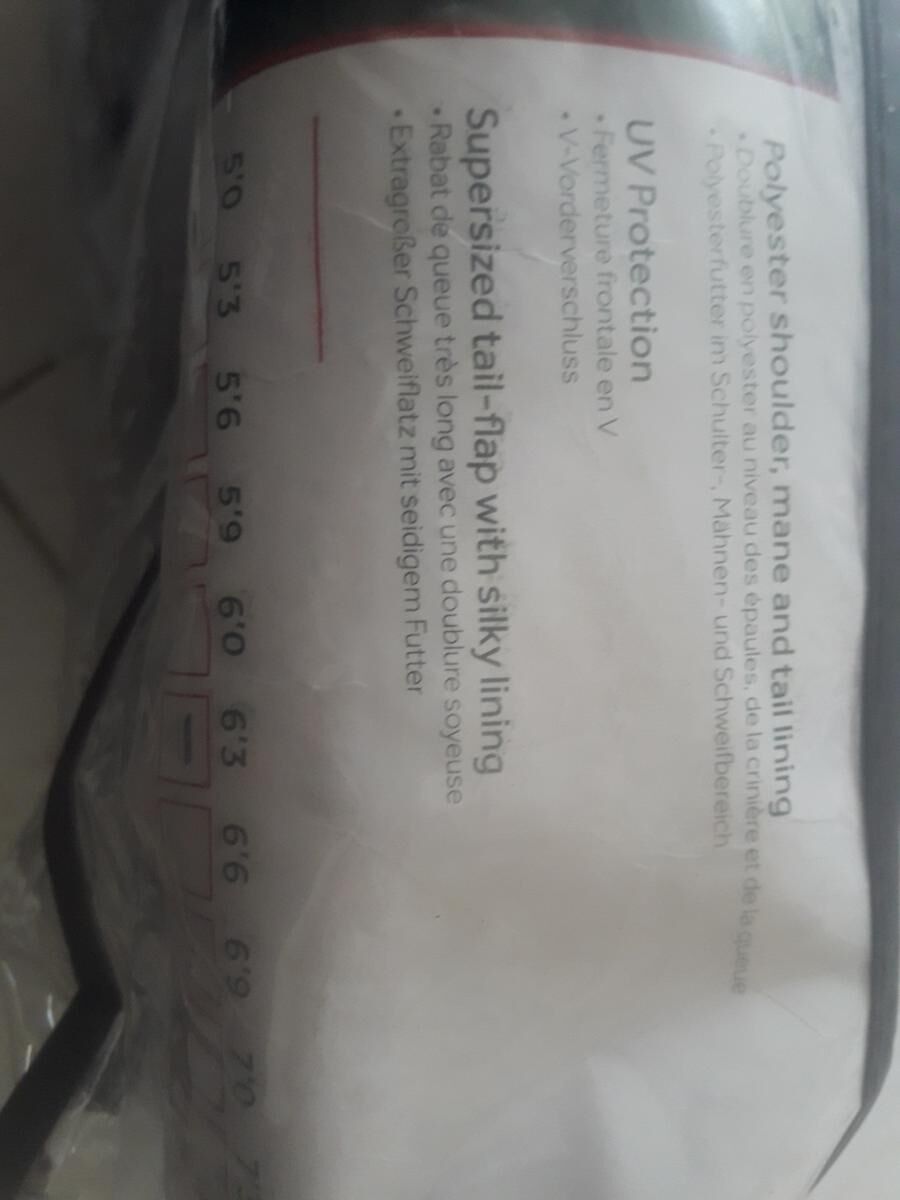 Polyester shoulder, mane and tail lining
• Doublure en polyester au niveau des épaules, de la crinière et de la queue
• Polyesterfutter im Schulter-, Mähnen- und Schweifbereich
UV Protection
• Fermeture frontale en V
• V-Vorderverschluss
Supersized tail-flap with silky lining
• Rabat de queue très long avec une doublure soyeuse
• Extragroßer Schweiflatz mit seidigem Futter
5'0 5'3 5'6 5'9 6'0 6'3 6'6 6'9 7'0